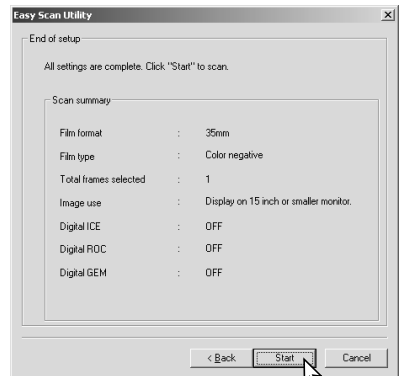 Easy Scan Utility
End of setup
All settings are complete. Click "Start" to scan.
Scan summary
Film format : 35mm
Film type : Color negative
Total frames selected : 1
Image use : Display on 15 inch or smaller monitor.
Digital ICE : OFF
Digital ROC : OFF
Digital GEM : OFF
< Back Start Cancel